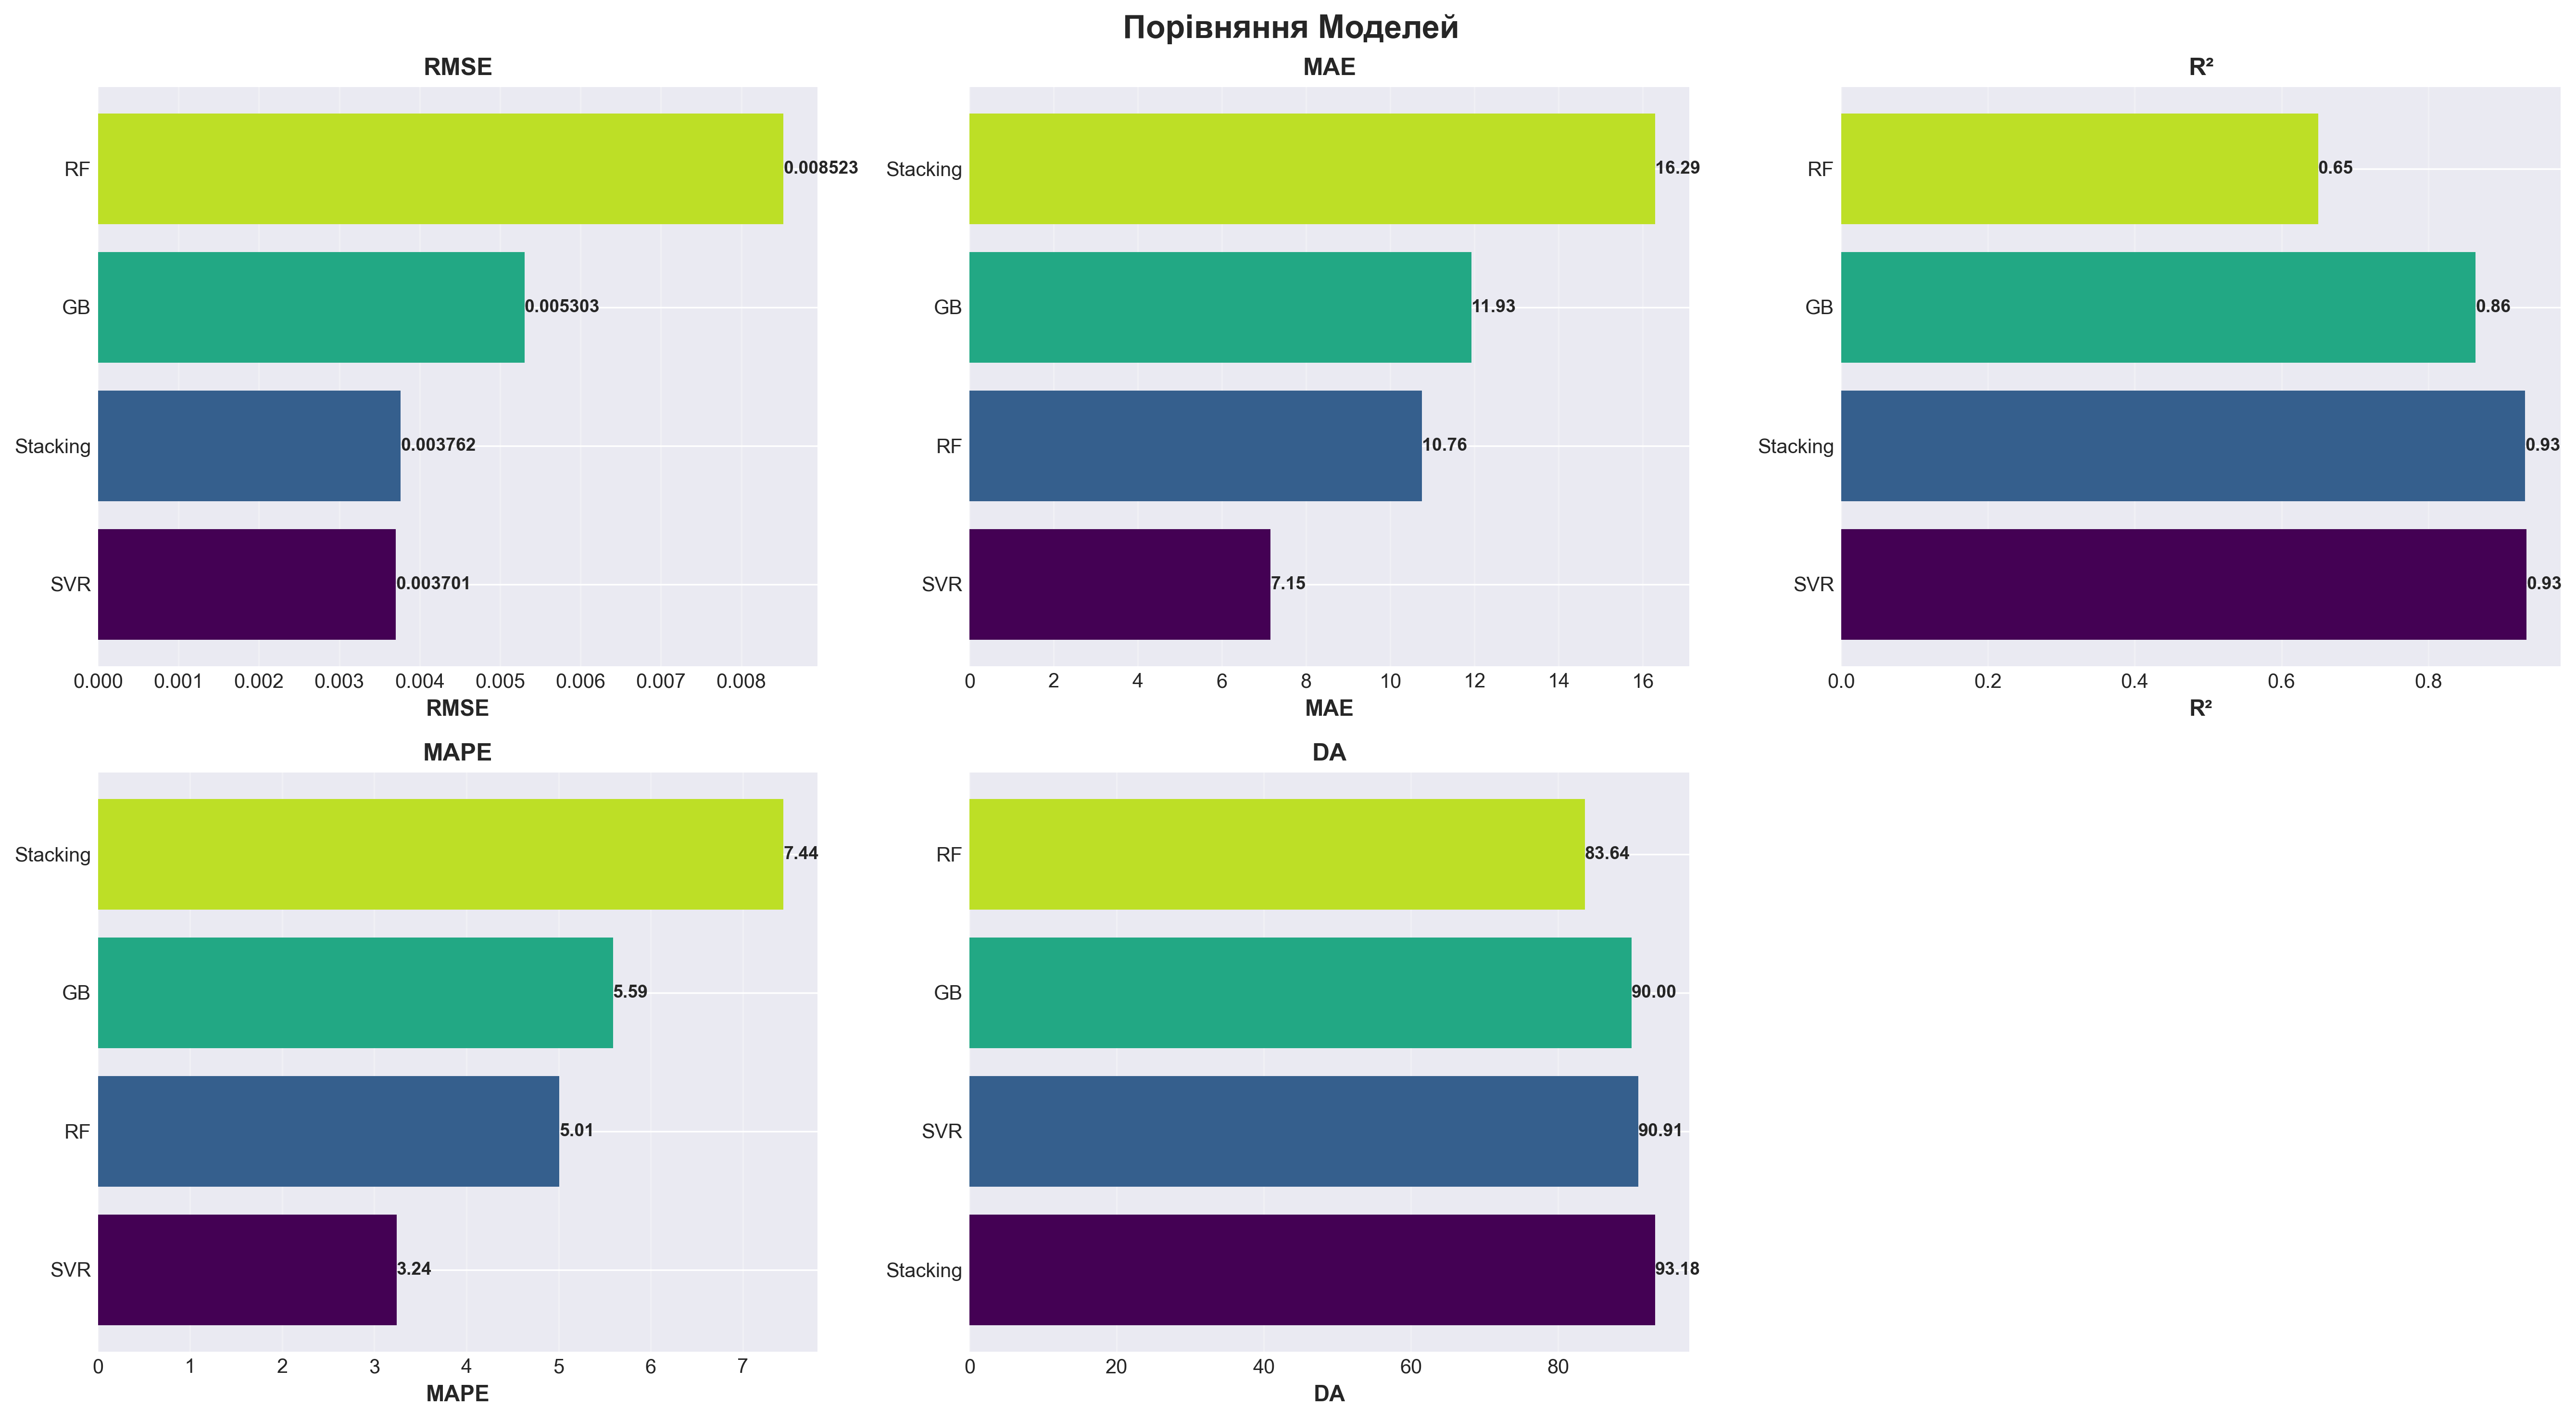 Порівняння Моделей
RMSE
RF
0.008523
GB
0.005303
Stacking
0.003762
SVR
0.003701
0.000 0.001 0.002 0.003 0.004 0.005 0.006 0.007 0.008
RMSE
MAE
Stacking
16.29
GB
11.93
RF
10.76
SVR
7.15
0 2 4 6 8 10 12 14 16
MAE
R²
RF
0.65
GB
0.86
Stacking
0.93
SVR
0.93
0.0 0.2 0.4 0.6 0.8
R²
MAPE
Stacking
7.44
GB
5.59
RF
5.01
SVR
3.24
0 1 2 3 4 5 6 7
MAPE
DA
RF
83.64
GB
90.00
SVR
90.91
Stacking
93.18
0 20 40 60 80
DA